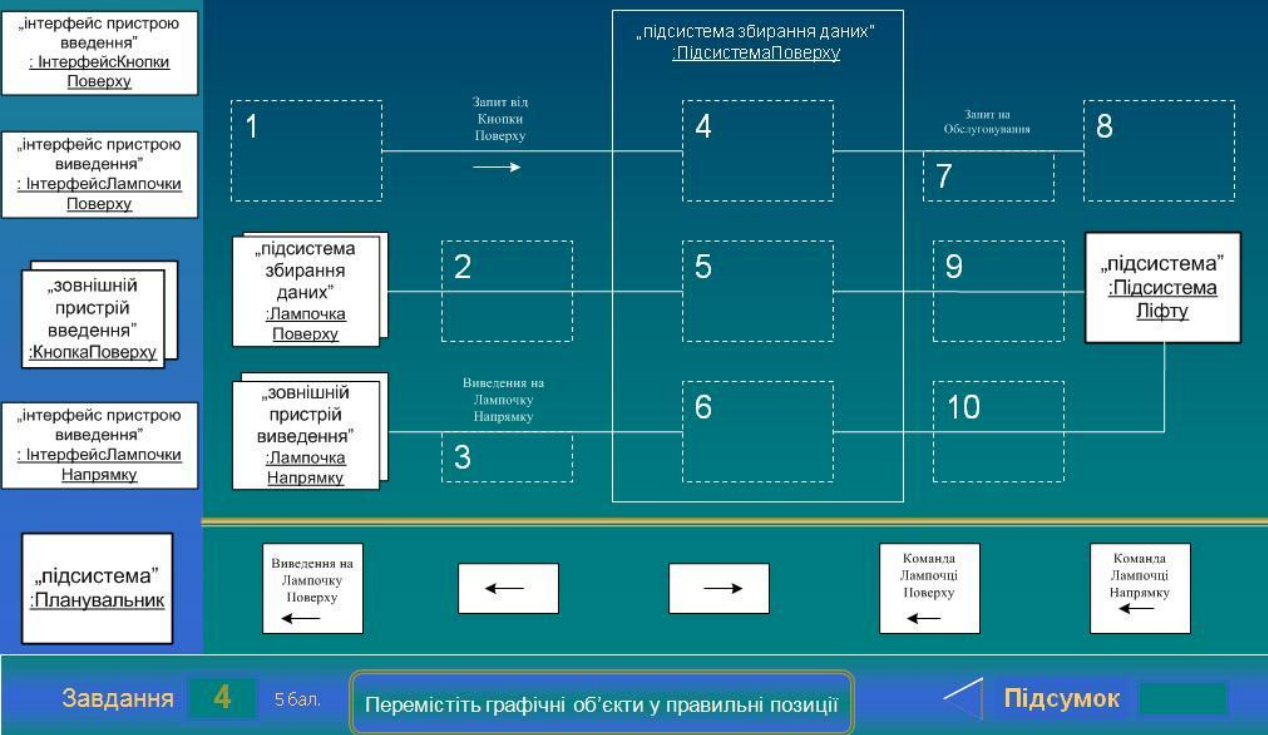 „інтерфейс пристрою
введення”
: ІнтерфейсКнопки
Поверху
„інтерфейс пристрою
виведення”
: ІнтерфейсЛампочки
Поверху
„зовнішній
пристрій
введення”
:КнопкаПоверху
„інтерфейс пристрою
виведення”
: ІнтерфейсЛампочки
Напрямку
„підсистема”
:Планувальник
„підсистема збирання даних”
:ПідсистемаПоверху
1
Запит від
Кнопки
Поверху
4
Запит на
Обслуговування
7
8
„підсистема
збирання
даних”
:Лампочка
Поверху
2
5
9
„підсистема”
:Підсистема
Ліфту
„зовнішній
пристрій
виведення”
:Лампочка
Напрямку
Виведення на
Лампочку
Напрямку
3
6
10
Виведення на
Лампочку
Поверху
←
←
→
Команда
Лампочці
Поверху
←
Команда
Лампочці
Напрямку
←
Завдання
4
5 бал.
Перемістіть графічні об’єкти у правильні позиції
Підсумок